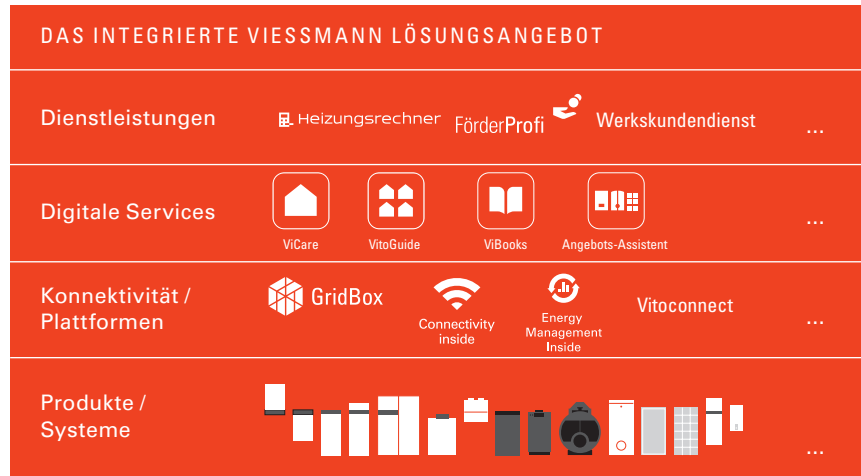 DAS INTEGRIERTE VIESSMANN LÖSUNGSANGEBOT
Dienstleistungen
Heizungsrechner
FörderProfi
Werkskundendienst
...
Digitale Services
ViCare
VitoGuide
ViBooks
Angebots-Assistent
...
Konnektivität /
Plattformen
GridBox
Connectivity
inside
Energy
Management
Inside
Vitoconnect
...
Produkte /
Systeme
...